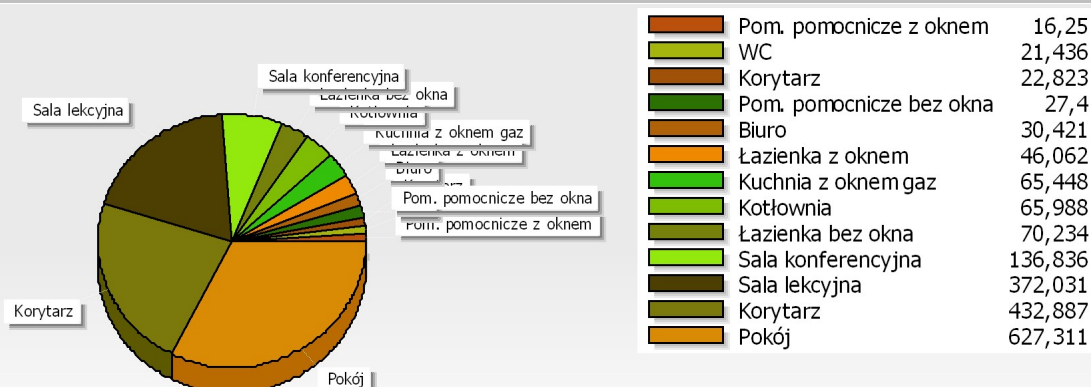 Sala konferencyjna
Łazienka bez okna
Kotłownia
Sala lekcyjna
Kuchnia z oknem gaz
Łazienka z oknem
Biuro
Pom. pomocnicze bez okna
Pom. pomocnicze z oknem
Korytarz
Pokój
Pom. pomocnicze z oknem 16,25
WC 21,436
Korytarz 22,823
Pom. pomocnicze bez okna 27,4
Biuro 30,421
Łazienka z oknem 46,062
Kuchnia z oknem gaz 65,448
Kotłownia 65,988
Łazienka bez okna 70,234
Sala konferencyjna 136,836
Sala lekcyjna 372,031
Korytarz 432,887
Pokój 627,311